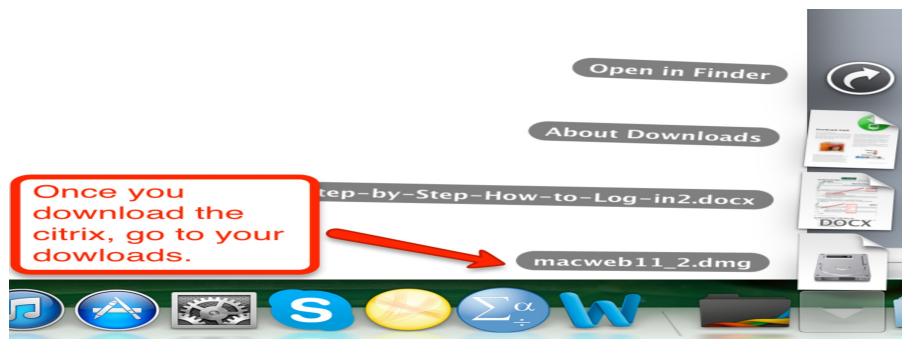 Open in Finder
About Downloads
tep-by-Step-How-to-Log-in2.docx
Once you
download the
citrix, go to your
dowloads.
DOCX
macweb11_2.dmg
S
Σα
÷
W